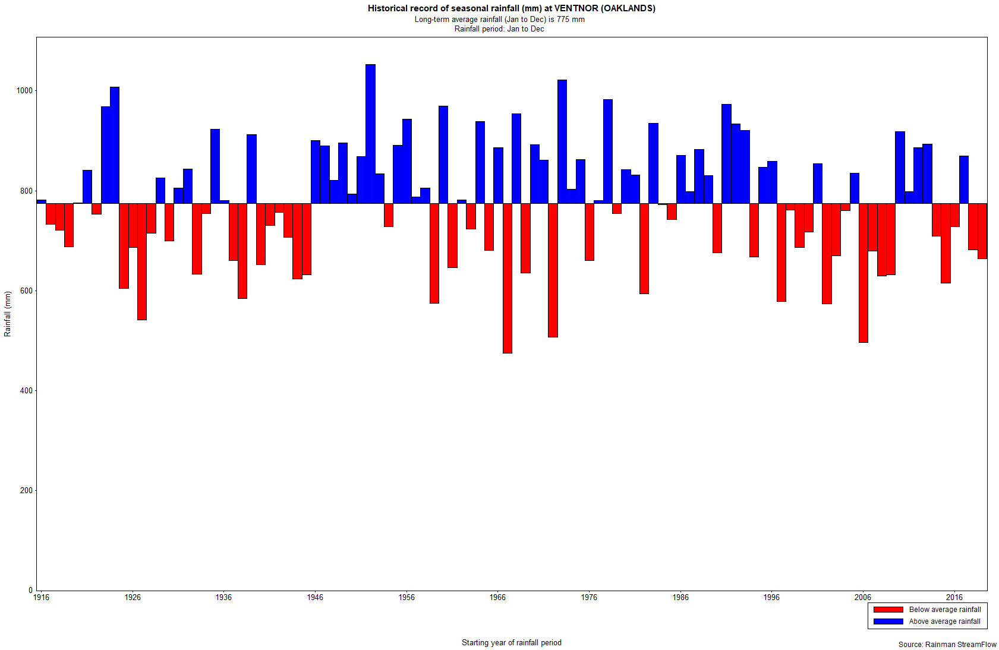 Historical record of seasonal rainfall (mm) at VENTNOR (OAKLANDS)
Long-term average rainfall (Jan to Dec) is 775 mm
Rainfall period: Jan to Dec
Rainfall (mm)
1000
800
600
400
200
0
1916 1926 1936 1946 1956 1966 1976 1986 1996 2006 2016
Below average rainfall
Above average rainfall
Starting year of rainfall period
Source: Rainman StreamFlow